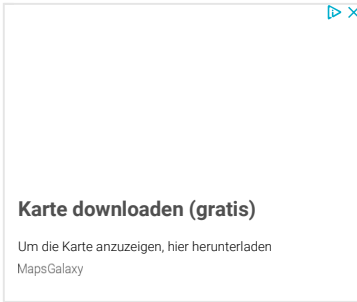 Karte downloaden (gratis)
Um die Karte anzuzeigen, hier herunterladen
MapsGalaxy